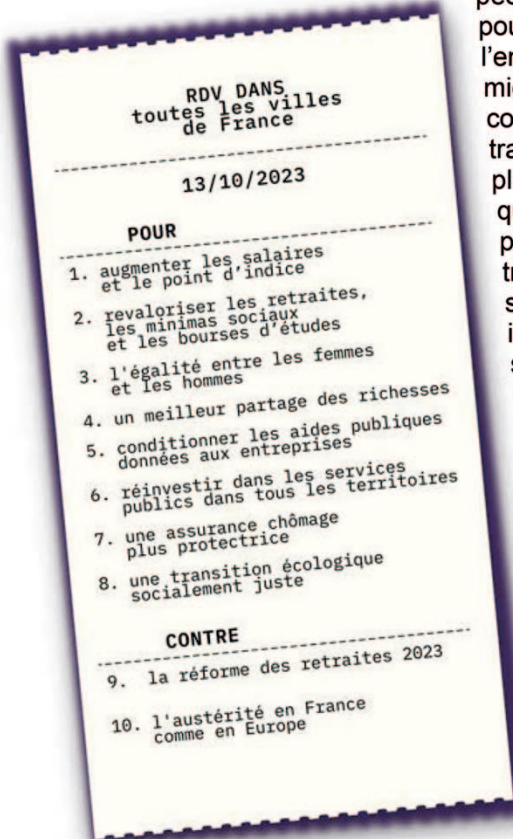 RDV DANS
toutes les villes
de France
13/10/2023
POUR
1. augmenter les salaires
et le point d'indice
2. revaloriser les retraites,
les minimas sociaux
et les bourses d'études
3. l'égalité entre les femmes
et les hommes
4. un meilleur partage des richesses
5. conditionner les aides publiques
données aux entreprises
6. réinvestir dans les services
publics dans tous les territoires
7. une assurance chômage
plus protectrice
8. une transition écologique
socialement juste
CONTRE
9. la réforme des retraites 2023
10. l'austérité en France
comme en Europe